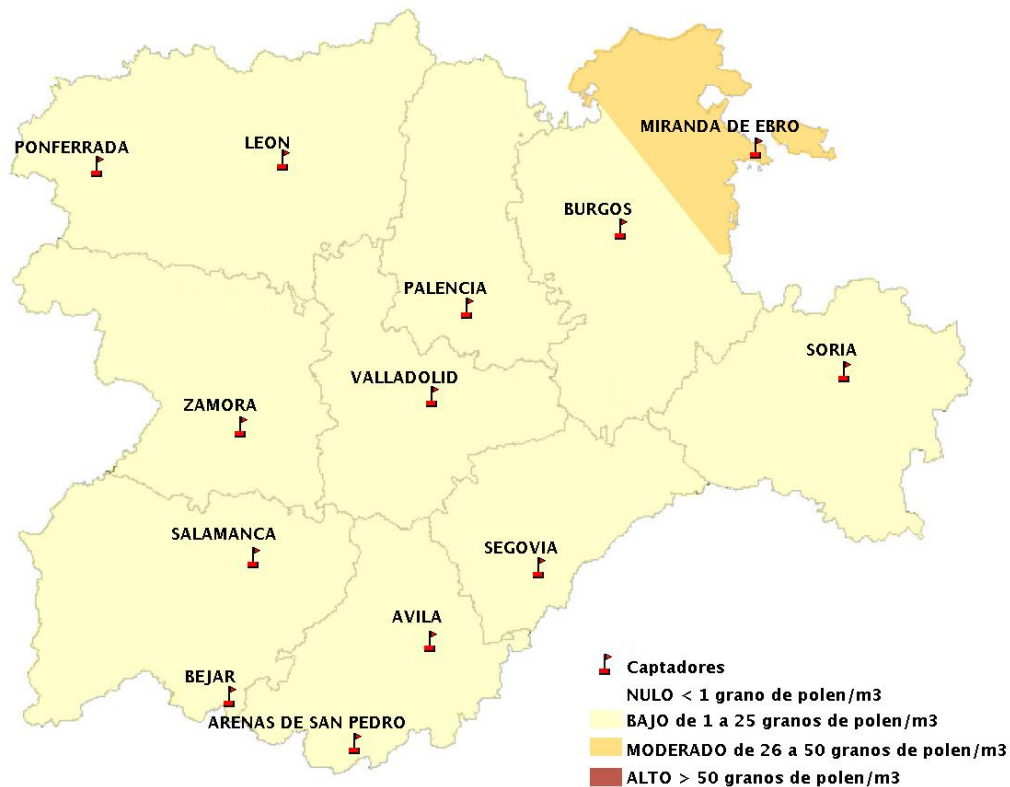 MIRANDA DE EBRO
PONFERRADA
LEON
BURGOS
PALENCIA
SORIA
VALLADOLID
ZAMORA
SALAMANCA
SEGOVIA
AVILA
BEJAR
ARENAS DE SAN PEDRO
Captadores
NULO < 1 grano de polen/m3
BAJO de 1 a 25 granos de polen/m3
MODERADO de 26 a 50 granos de polen/m3
ALTO > 50 granos de polen/m3